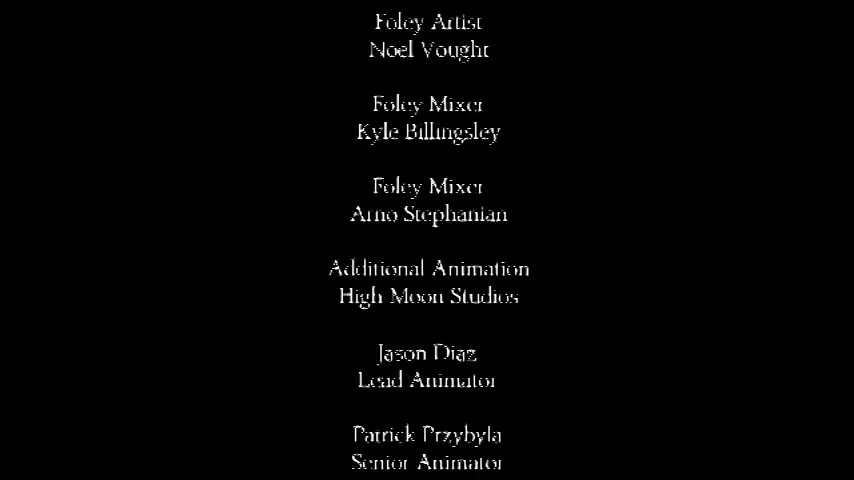 Foley Artist
Noel Vought
Foley Mixer
Kyle Billingsley
Foley Mixer
Arno Stephanian
Additional Animation
High Moon Studios
Jason Diaz
Lead Animator
Patrick Przybyla
Senior Animator